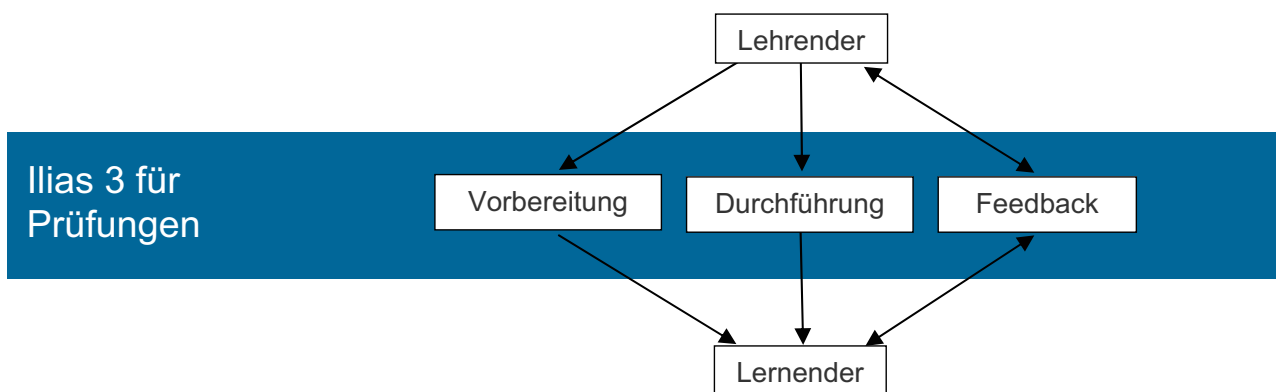 Lehrender
Ilias 3 für
Prüfungen
Vorbereitung
Durchführung
Feedback
Lernender